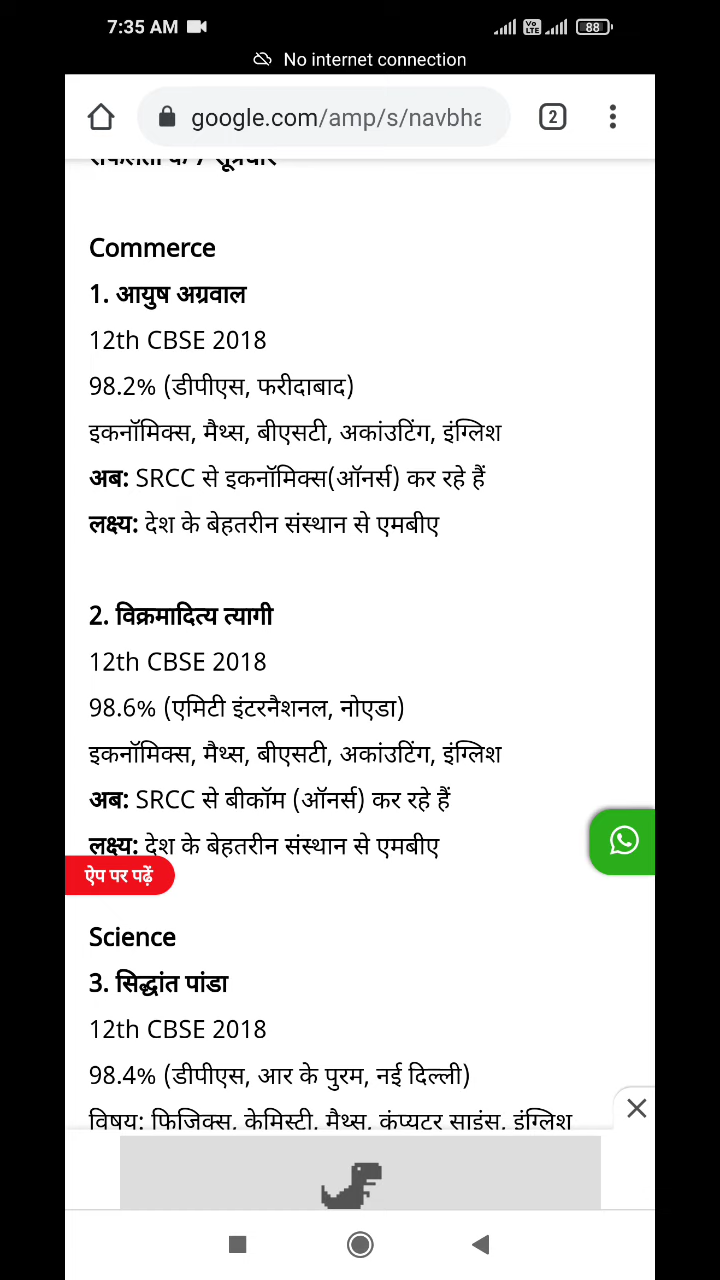 7:35 AM
Vo LTE
88
No internet connection
google.com/amp/s/navbha
2
Commerce
1. आयुष अग्रवाल
12th CBSE 2018
98.2% (डीपीएस, फरीदाबाद)
इकनॉमिक्स, मैथ्स, बीएसटी, अकांउटिंग, इंग्लिश
अब: SRCC से इकनॉमिक्स(ऑनर्स) कर रहे हैं
लक्ष्य: देश के बेहतरीन संस्थान से एमबीए
2. विक्रमादित्य त्यागी
12th CBSE 2018
98.6% (एमिटी इंटरनैशनल, नोएडा)
इकनॉमिक्स, मैथ्स, बीएसटी, अकांउटिंग, इंग्लिश
अब: SRCC से बीकॉम (ऑनर्स) कर रहे हैं
लक्ष्य: देश के बेहतरीन संस्थान से एमबीए
ऐप पर पढ़ें
Science
3. सिद्धांत पांडा
12th CBSE 2018
98.4% (डीपीएस, आर के पुरम, नई दिल्ली)
विषय: फिजिक्स, केमिस्टी, मैथ्स, कंप्यूटर साइंस, इंग्लिश